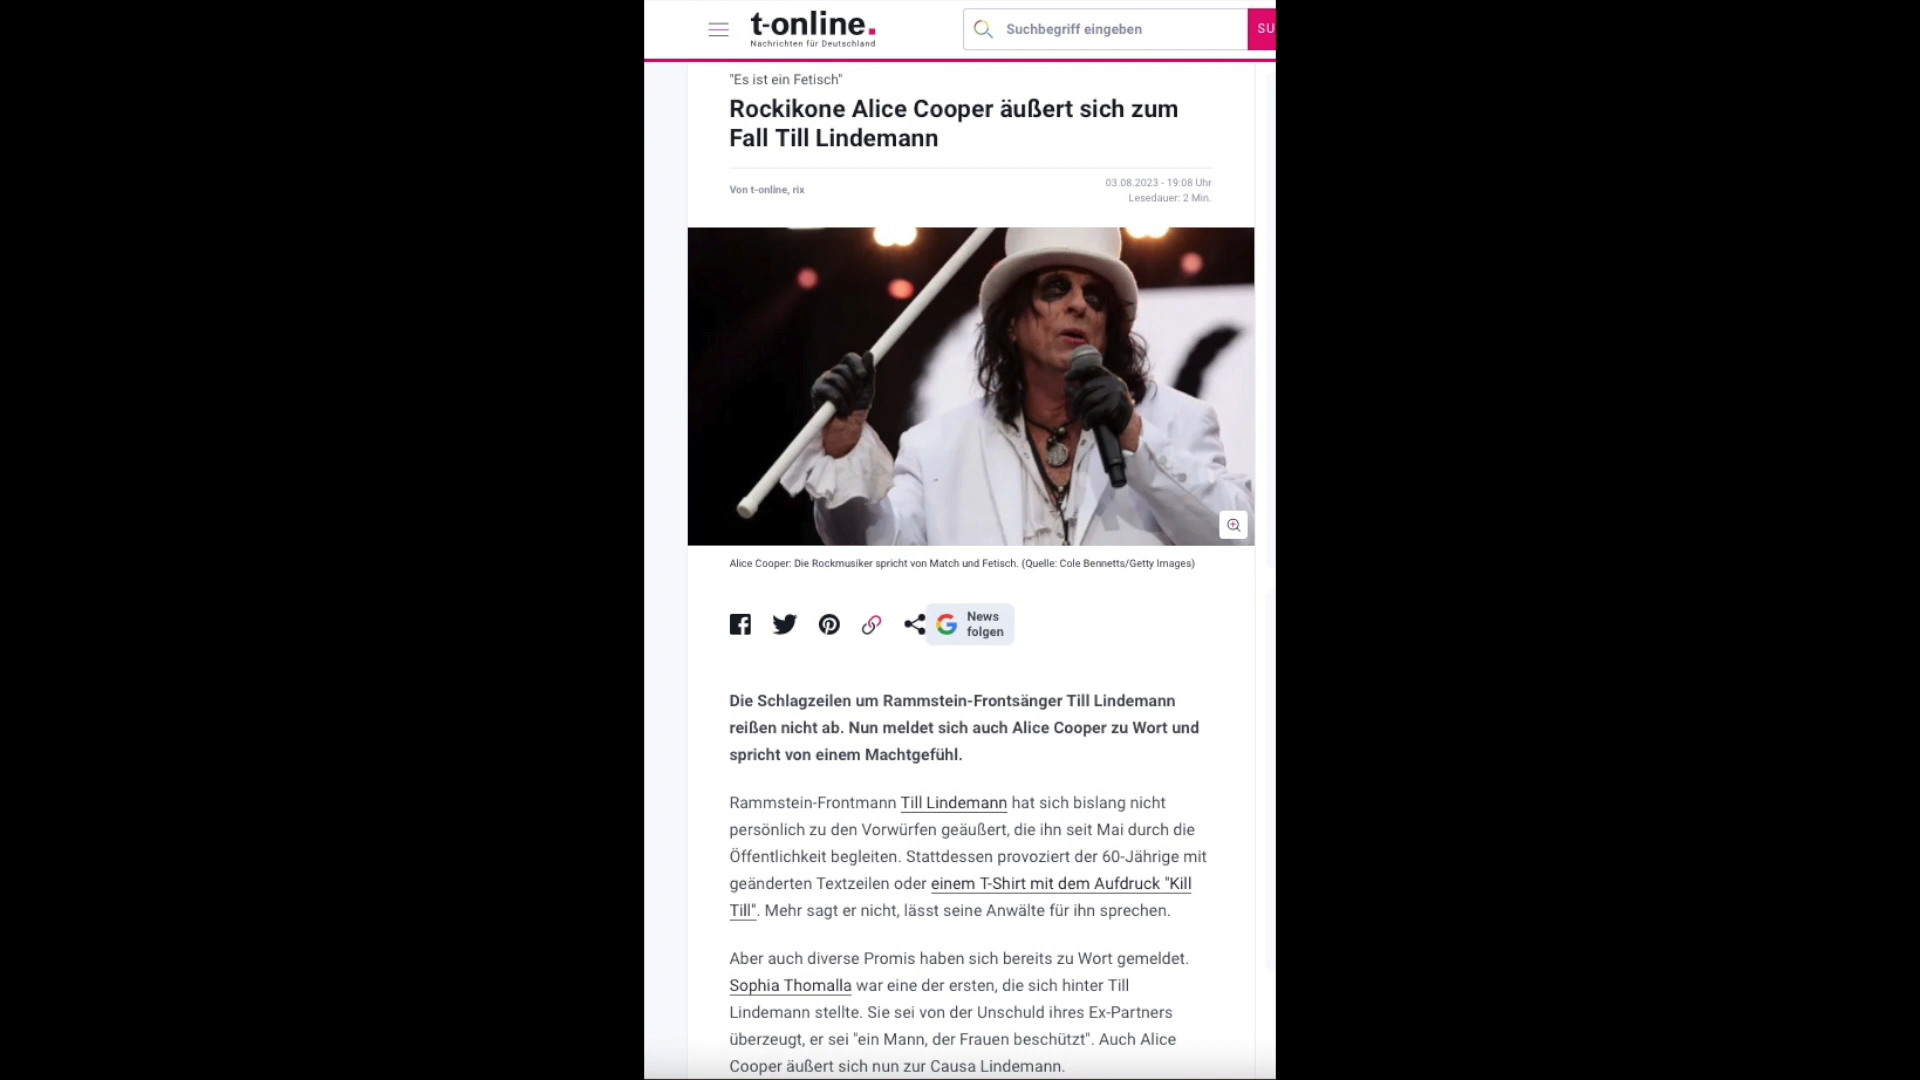 t-online.
Nachrichten für Deutschland
Suchbegriff eingeben
SU
"Es ist ein Fetisch"
Rockikone Alice Cooper äußert sich zum
Fall Till Lindemann
Von t-online, rix
03.08.2023 - 19:08 Uhr
Lesedauer: 2 Min.
Alice Cooper: Die Rockmusiker spricht von Match und Fetisch. (Quelle: Cole Bennetts/Getty Images)
News
folgen
Die Schlagzeilen um Rammstein-Frontsänger Till Lindemann
reißen nicht ab. Nun meldet sich auch Alice Cooper zu Wort und
spricht von einem Machtgefühl.
Rammstein-Frontmann Till Lindemann hat sich bislang nicht
persönlich zu den Vorwürfen geäußert, die ihn seit Mai durch die
Öffentlichkeit begleiten. Stattdessen provoziert der 60-Jährige mit
geänderten Textzeilen oder einem T-Shirt mit dem Aufdruck "Kill
Till". Mehr sagt er nicht, lässt seine Anwälte für ihn sprechen.
Aber auch diverse Promis haben sich bereits zu Wort gemeldet.
Sophia Thomalla war eine der ersten, die sich hinter Till
Lindemann stellte. Sie sei von der Unschuld ihres Ex-Partners
überzeugt, er sei "ein Mann, der Frauen beschützt". Auch Alice
Cooper äußert sich nun zur Causa Lindemann.